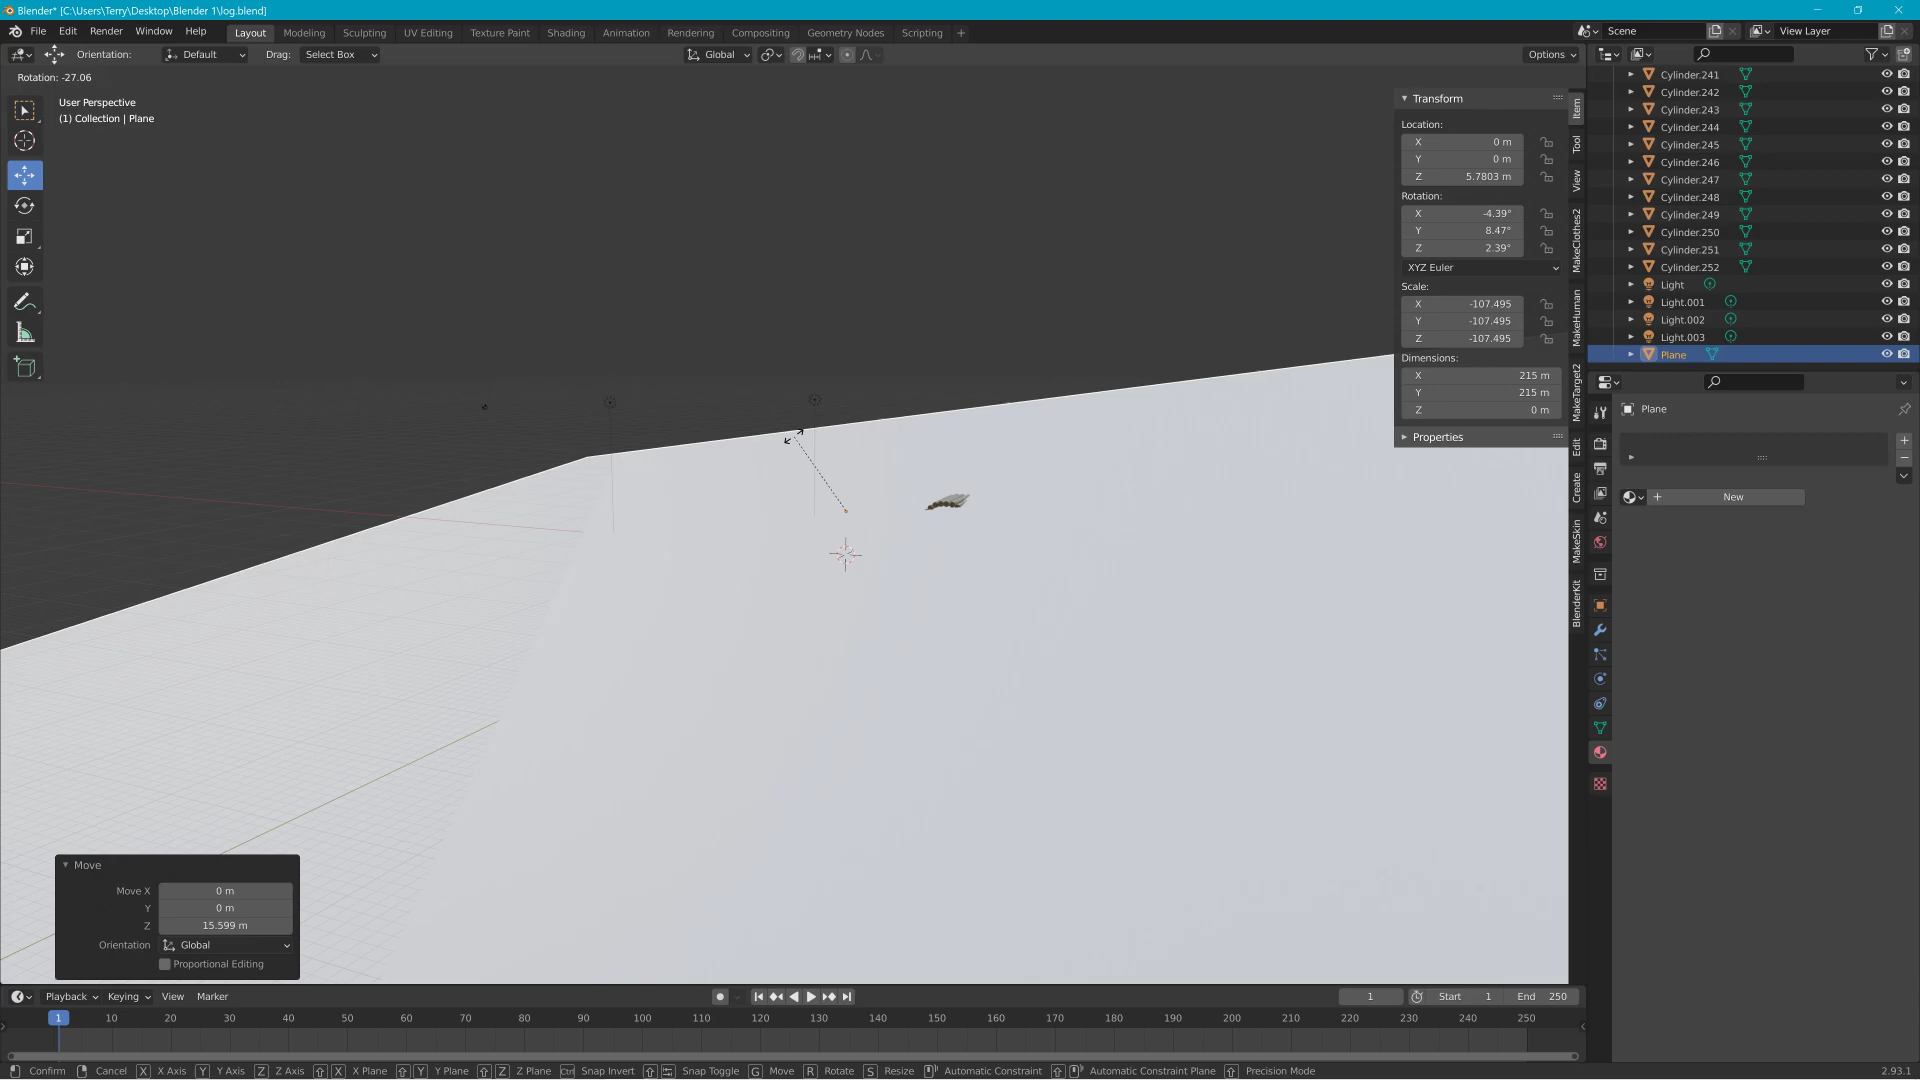 Blender* [C:\Users\Terry\Desktop\Blender 1\log.blend]
File Edit Render Window Help Layout Modeling Sculpting UV Editing Texture Paint Shading Animation Rendering Compositing Geometry Nodes Scripting + Scene View Layer
Orientation: Default Drag: Select Box Global Options
Rotation: -27.06
User Perspective
(1) Collection | Plane
Transform
Location:
X 0 m
Y 0 m
Z 5.7803 m
Rotation:
X -4.39°
Y 8.47°
Z 2.39°
XYZ Euler
Scale:
X -107.495
Y -107.495
Z -107.495
Dimensions:
X 215 m
Y 215 m
Z 0 m
Properties
Item
Tool
View
MakeClothes2
MakeHuman
MakeTarget2
Edit
Create
MakeSkin
BlenderKit
Cylinder.241
Cylinder.242
Cylinder.243
Cylinder.244
Cylinder.245
Cylinder.246
Cylinder.247
Cylinder.248
Cylinder.249
Cylinder.250
Cylinder.251
Cylinder.252
Light
Light.001
Light.002
Light.003
Plane
Plane
New
Move
Move X 0 m
Y 0 m
Z 15.599 m
Orientation Global
Proportional Editing
Playback Keying View Marker 1 Start 1 End 250
1 10 20 30 40 50 60 70 80 90 100 110 120 130 140 150 160 170 180 190 200 210 220 230 240 250
Confirm Cancel X X Axis Y Y Axis Z Z Axis X X Plane Y Y Plane Z Z Plane Ctrl Snap Invert Snap Toggle G Move R Rotate S Resize Automatic Constraint Automatic Constraint Plane Precision Mode 2.93.1